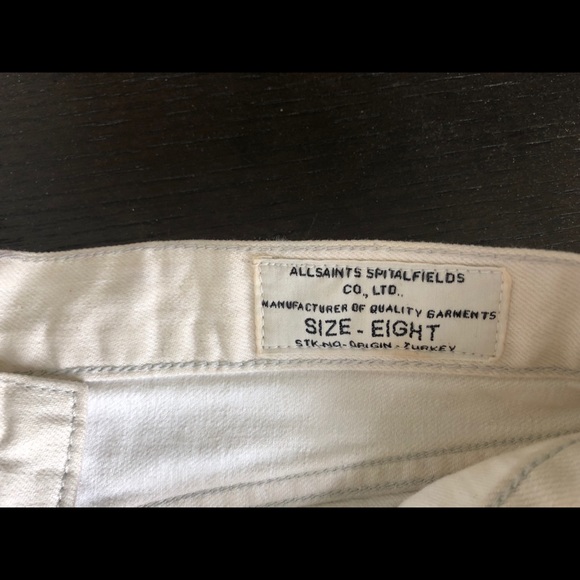 ALLSAINTS SPITALFIELDS
CO., LTD..
MANUFACTURER OF QUALITY GARMENTS
SIZE - EIGHT
STK.NO - ORIGIN - TURKEY